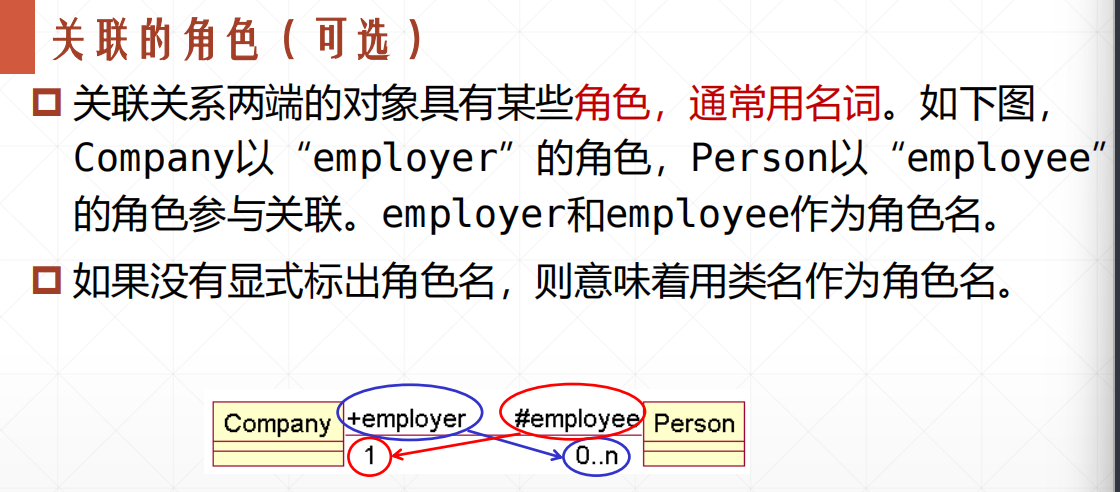 关联的角色(可选)
关联关系两端的对象具有某些角色，通常用名词。如下图，
Company以“employer”的角色，Person以“employee”
的角色参与关联。employer和employee作为角色名。
如果没有显式标出角色名，则意味着用类名作为角色名。
Company +employer #employee Person
1 0..n